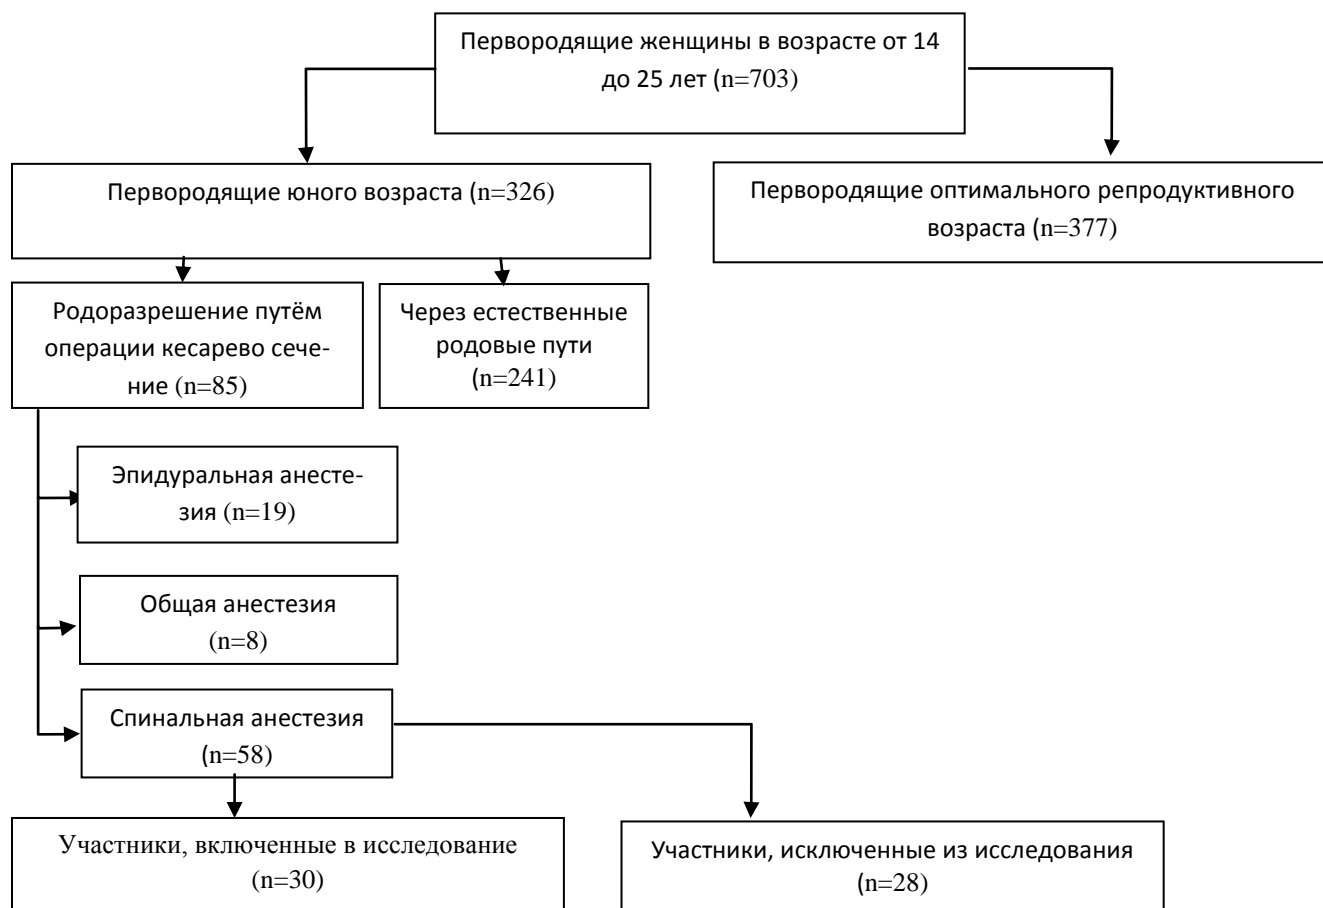 Первородящие женщины в возрасте от 14
до 25 лет (n=703)
Первородящие юного возраста (n=326)
Первородящие оптимального репродуктивного
возраста (n=377)
Родоразрешение путём
операции кесарево сече-
ние (n=85)
Через естественные
родовые пути
(n=241)
Эпидуральная анесте-
зия (n=19)
Общая анестезия
(n=8)
Спинальная анестезия
(n=58)
Участники, включенные в исследование
(n=30)
Участники, исключенные из исследования
(n=28)